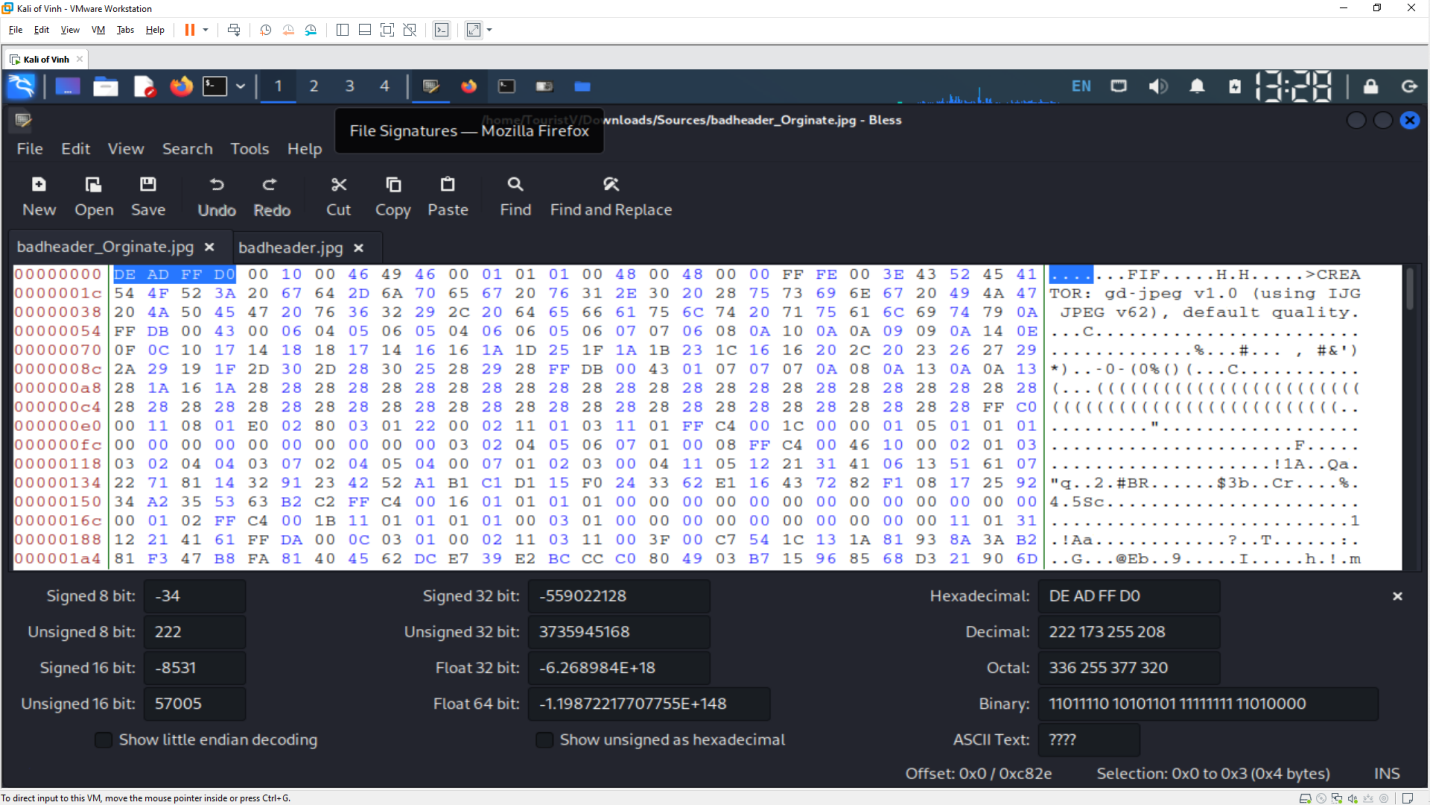 Kali of Vinh - VMware Workstation
File Edit View VM Tabs Help
Kali of Vinh
1 2 3 4 EN 13:28
/home/TouristV/Downloads/Sources/badheader_Orginate.jpg - Bless
File Signatures — Mozilla Firefox
File Edit View Search Tools Help
New Open Save Undo Redo Cut Copy Paste Find Find and Replace
badheader_Orginate.jpg badheader.jpg
00000000 DE AD FF D0 00 10 00 46 49 46 00 01 01 01 00 48 00 48 00 00 FF FE 00 3E 43 52 45 41 .......FIF.....H.H.....>CREA
0000001c 54 4F 52 3A 20 67 64 2D 6A 70 65 67 20 76 31 2E 30 20 28 75 73 69 6E 67 20 49 4A 47 TOR: gd-jpeg v1.0 (using IJG
00000038 20 4A 50 45 47 20 76 36 32 29 2C 20 64 65 66 61 75 6C 74 20 71 75 61 6C 69 74 79 0A JPEG v62), default quality.
00000054 FF DB 00 43 00 06 04 05 06 05 04 06 06 05 06 07 07 06 08 0A 10 0A 0A 09 09 0A 14 0E ...C........................
00000070 0F 0C 10 17 14 18 18 17 14 16 16 1A 1D 25 1F 1A 1B 23 1C 16 16 20 2C 20 23 26 27 29 .............%...#... , #&')
0000008c 2A 29 19 1F 2D 30 2D 28 30 25 28 29 28 FF DB 00 43 01 07 07 07 0A 08 0A 13 0A 0A 13 *)..-0-(0%()(...C...........
000000a8 28 1A 16 1A 28 28 28 28 28 28 28 28 28 28 28 28 28 28 28 28 28 28 28 28 28 28 28 28 (...((((((((((((((((((((((((
000000c4 28 28 28 28 28 28 28 28 28 28 28 28 28 28 28 28 28 28 28 28 28 28 28 28 28 28 FF C0 ((((((((((((((((((((((((((..
000000e0 00 11 08 01 E0 02 80 03 01 22 00 02 11 01 03 11 01 FF C4 00 1C 00 00 01 05 01 01 01 ........."..................
000000fc 00 00 00 00 00 00 00 00 00 00 03 02 04 05 06 07 01 00 08 FF C4 00 46 10 00 02 01 03 ......................F.....
00000118 03 02 04 04 03 07 02 04 05 04 00 07 01 02 03 00 04 11 05 12 21 31 41 06 13 51 61 07 ....................!1A..Qa.
00000134 22 71 81 14 32 91 23 42 52 A1 B1 C1 D1 15 F0 24 33 62 E1 16 43 72 82 F1 08 17 25 92 "q..2.#BR......$3b..Cr....%.
00000150 34 A2 35 53 63 B2 C2 FF C4 00 16 01 01 01 01 00 00 00 00 00 00 00 00 00 00 00 00 00 4.5Sc.......................
0000016c 00 01 02 FF C4 00 1B 11 01 01 01 01 00 03 01 00 00 00 00 00 00 00 00 00 00 11 01 31 ...........................1
00000188 12 21 41 61 FF DA 00 0C 03 01 00 02 11 03 11 00 3F 00 C7 54 1C 13 1A 81 93 8A 3A B2 .!Aa............?..T......:.
000001a4 81 F3 47 B8 FA 81 40 45 62 DC E7 39 E2 BC CC C0 80 49 03 B7 15 96 85 68 D3 21 90 6D ..G...@Eb..9.....I.....h.!.m
Signed 8 bit: -34 Signed 32 bit: -559022128 Hexadecimal: DE AD FF D0
Unsigned 8 bit: 222 Unsigned 32 bit: 3735945168 Decimal: 222 173 255 208
Signed 16 bit: -8531 Float 32 bit: -6.268984E+18 Octal: 336 255 377 320
Unsigned 16 bit: 57005 Float 64 bit: -1.19872217707755E+148 Binary: 11011110 10101101 11111111 11010000
Show little endian decoding Show unsigned as hexadecimal ASCII Text: ????
Offset: 0x0 / 0xc82e Selection: 0x0 to 0x3 (0x4 bytes) INS
To direct input to this VM, move the mouse pointer inside or press Ctrl+G.